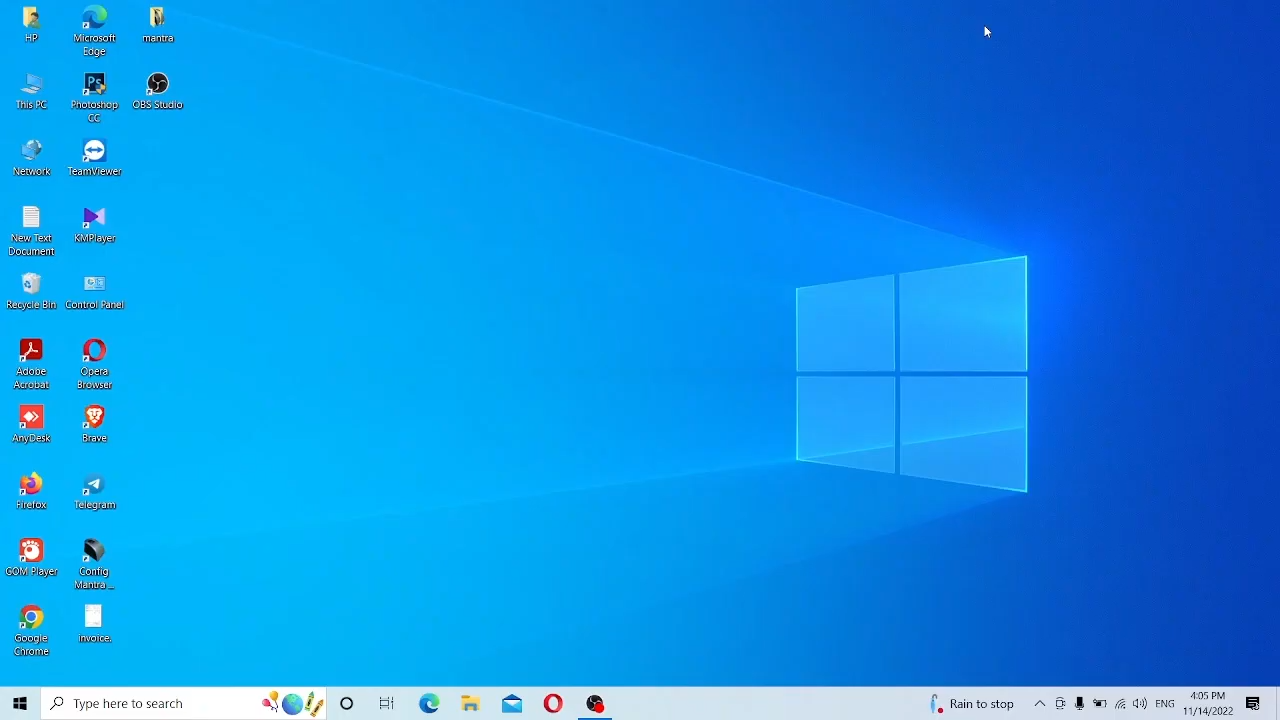 HP
Microsoft
Edge
mantra
This PC
Photoshop
CC
OBS Studio
Network
TeamViewer
New Text
Document
KMPlayer
Recycle Bin
Control Panel
Adobe
Acrobat
Opera
Browser
AnyDesk
Brave
Firefox
Telegram
GOM Player
Config
Mantra ...
Google
Chrome
invoice.
Type here to search
Rain to stop
ENG
4:05 PM
11/14/2022